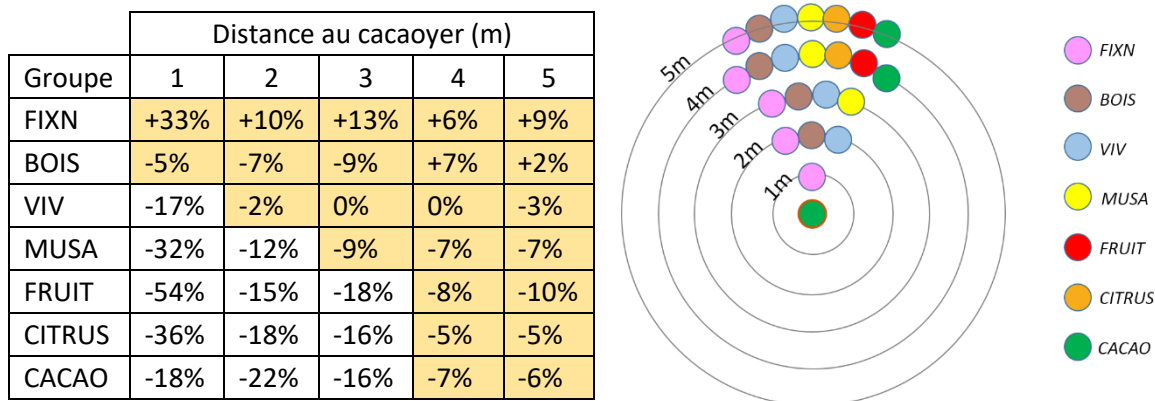 Distance au cacaoyer (m)
Groupe 1 2 3 4 5
FIXN +33% +10% +13% +6% +9%
BOIS -5% -7% -9% +7% +2%
VIV -17% -2% 0% 0% -3%
MUSA -32% -12% -9% -7% -7%
FRUIT -54% -15% -18% -8% -10%
CITRUS -36% -18% -16% -5% -5%
CACAO -18% -22% -16% -7% -6%
5m
4m
3m
2m
1m
FIXN
BOIS
VIV
MUSA
FRUIT
CITRUS
CACAO